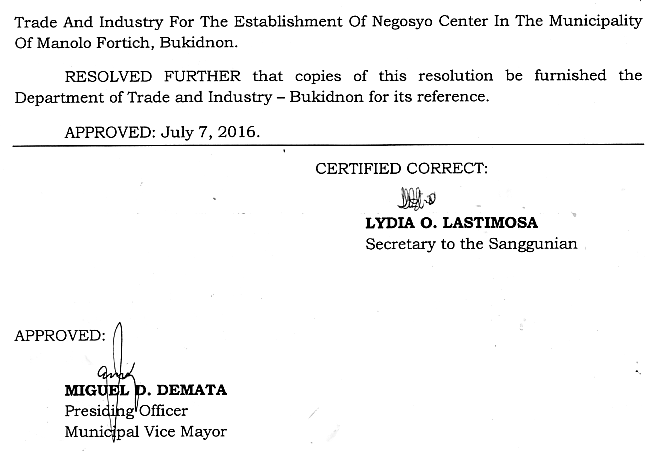 Trade And Industry For The Establishment Of Negosyo Center In The Municipality
Of Manolo Fortich, Bukidnon.
RESOLVED FURTHER that copies of this resolution be furnished the
Department of Trade and Industry – Bukidnon for its reference.
APPROVED: July 7, 2016.
CERTIFIED CORRECT:
LYDIA O. LASTIMOSA
Secretary to the Sanggunian
APPROVED:
MIGUEL D. DEMATA
Presiding Officer
Municipal Vice Mayor